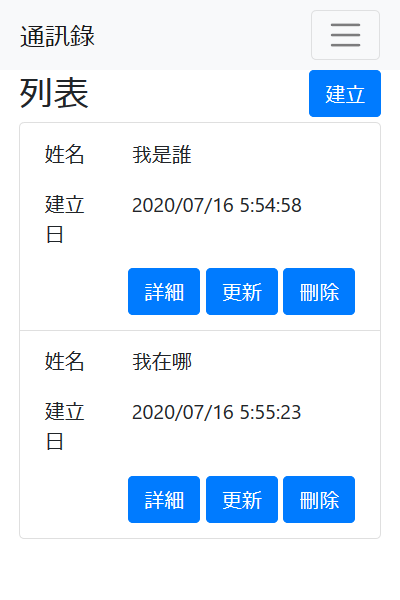 通訊錄
列表 建立
姓名 我是誰
建立日 2020/07/16 5:54:58
詳細 更新 刪除
姓名 我在哪
建立日 2020/07/16 5:55:23
詳細 更新 刪除